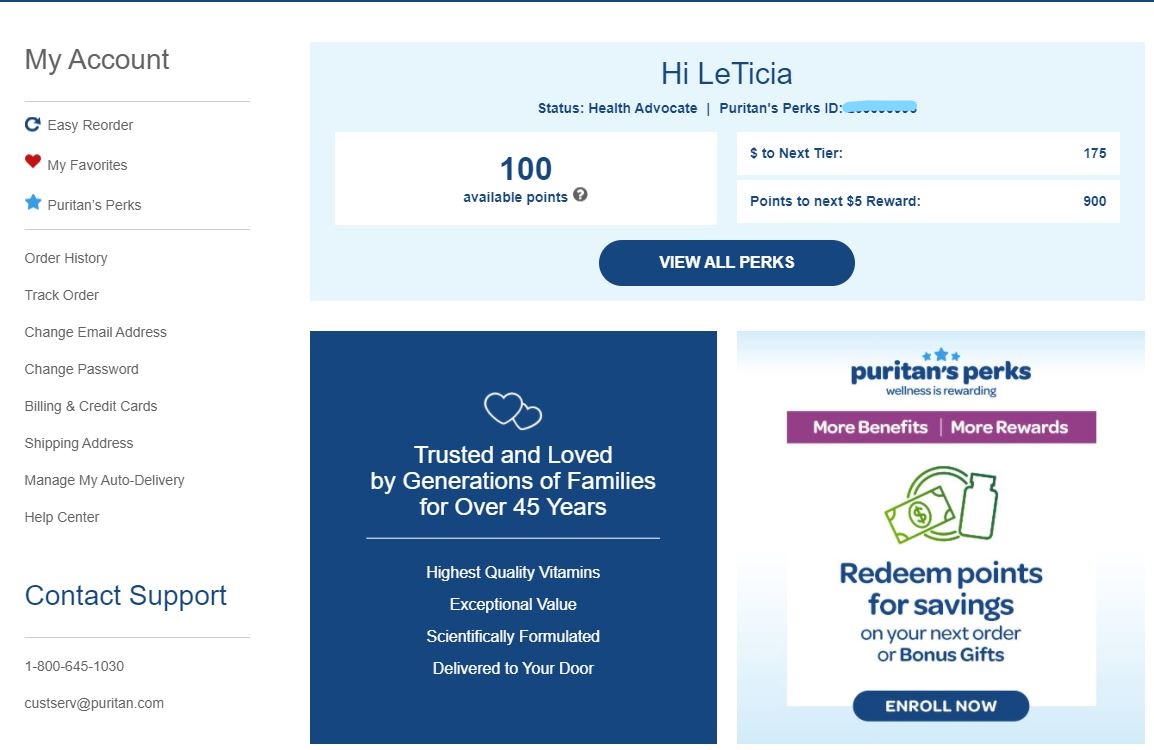 My Account
Easy Reorder
My Favorites
Puritan's Perks
Order History
Track Order
Change Email Address
Change Password
Billing & Credit Cards
Shipping Address
Manage My Auto-Delivery
Help Center
Contact Support
1-800-645-1030
custserv@puritan.com
Hi LeTicia
Status: Health Advocate | Puritan's Perks ID:
100
available points ?
$ to Next Tier: 175
Points to next $5 Reward: 900
VIEW ALL PERKS
Trusted and Loved
by Generations of Families
for Over 45 Years
Highest Quality Vitamins
Exceptional Value
Scientifically Formulated
Delivered to Your Door
puritan's perks
wellness is rewarding
More Benefits | More Rewards
$
Redeem points
for savings
on your next order
or Bonus Gifts
ENROLL NOW